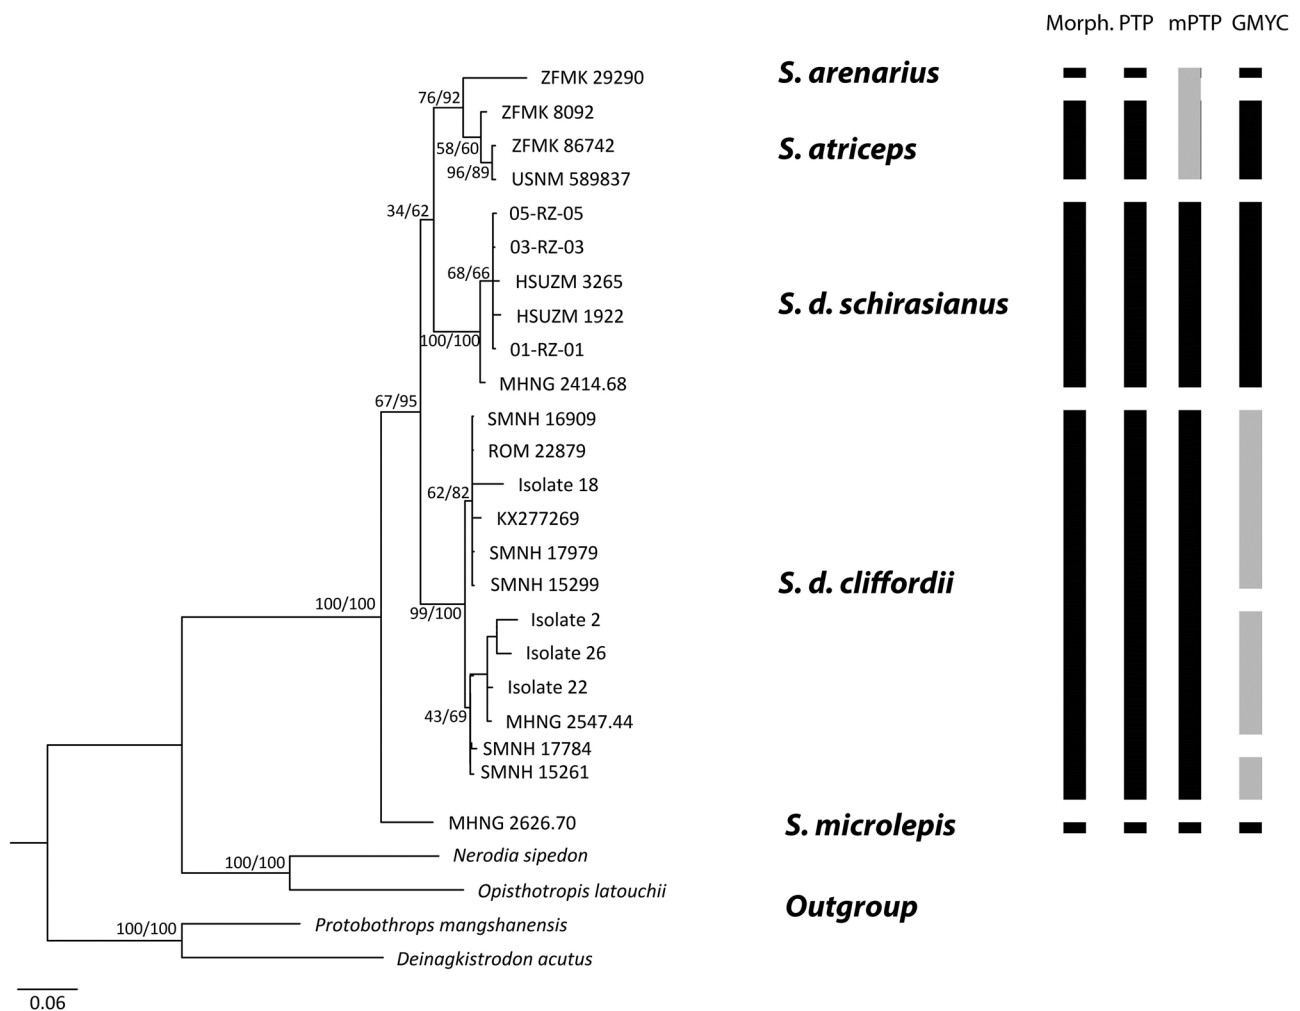 Morph. PTP mPTP GMYC
ZFMK 29290 S. arenarius
76/92
ZFMK 8092
58/60
ZFMK 86742 S. atriceps
96/89
USNM 589837
34/62
05-RZ-05
03-RZ-03
68/66
HSUZM 3265
S. d. schirasianus
HSUZM 1922
100/100
01-RZ-01
MHNG 2414.68
67/95
SMNH 16909
ROM 22879
62/82
Isolate 18
KX277269
SMNH 17979
SMNH 15299 S. d. cliffordii
100/100
99/100
Isolate 2
Isolate 26
Isolate 22
43/69
MHNG 2547.44
SMNH 17784
SMNH 15261
MHNG 2626.70 S. microlepis
Nerodia sipedon
100/100
Opisthotropis latouchii
Outgroup
100/100
Protobothrops mangshanensis
Deinagkistrodon acutus
0.06